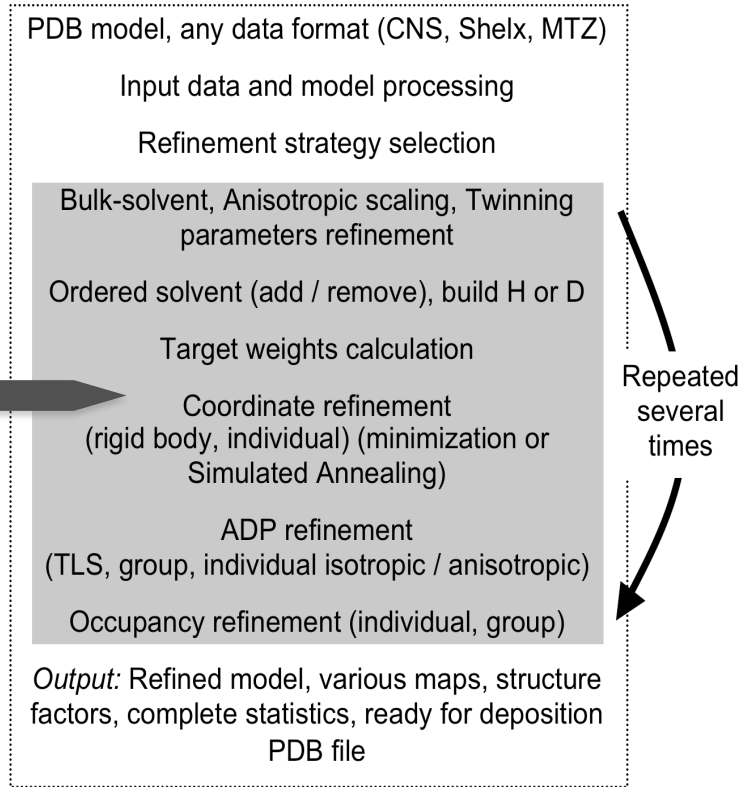 PDB model, any data format (CNS, Shelx, MTZ)
Input data and model processing
Refinement strategy selection
Bulk-solvent, Anisotropic scaling, Twinning
parameters refinement
Ordered solvent (add / remove), build H or D
Target weights calculation
Coordinate refinement
(rigid body, individual) (minimization or
Simulated Annealing)
ADP refinement
(TLS, group, individual isotropic / anisotropic)
Occupancy refinement (individual, group)
Output: Refined model, various maps, structure
factors, complete statistics, ready for deposition
PDB file
Repeated
several
times